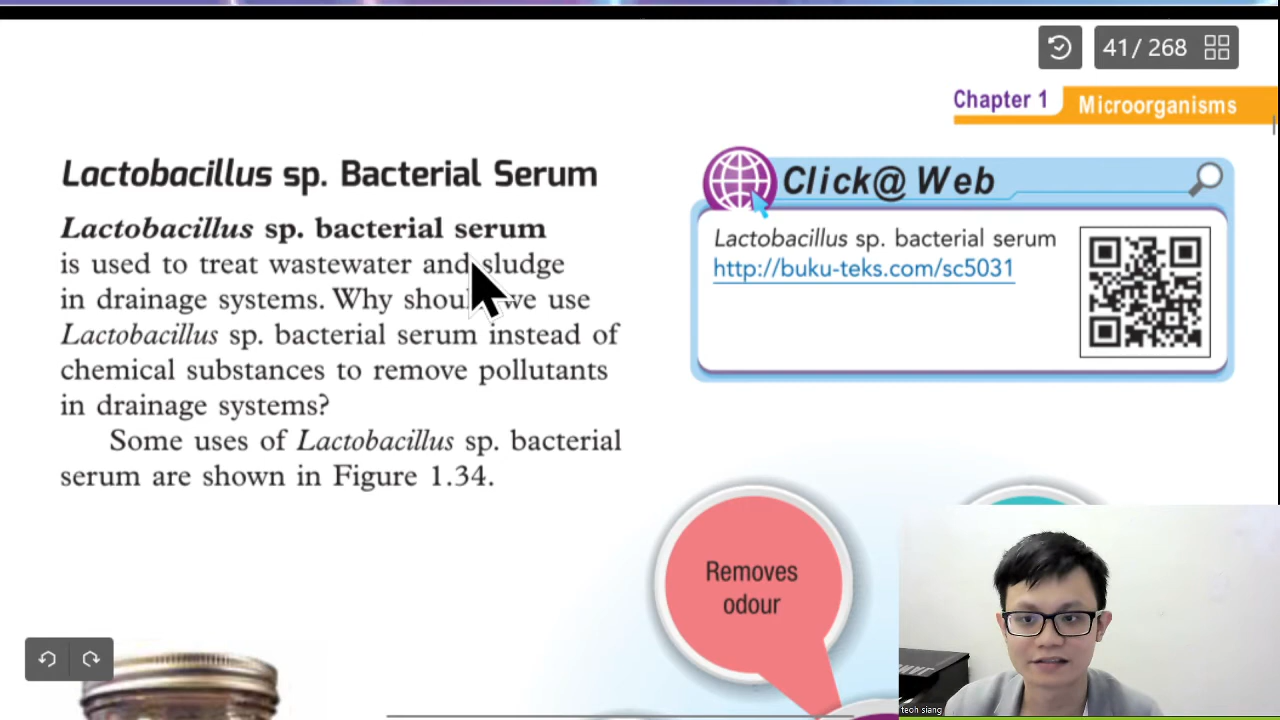 41/ 268
Chapter 1
Microorganisms
Lactobacillus sp. Bacterial Serum
Lactobacillus sp. bacterial serum
is used to treat wastewater and sludge
in drainage systems. Why should we use
Lactobacillus sp. bacterial serum instead of
chemical substances to remove pollutants
in drainage systems?
Some uses of Lactobacillus sp. bacterial
serum are shown in Figure 1.34.
Click@ Web
Lactobacillus sp. bacterial serum
http://buku-teks.com/sc5031
Removes
odour
teoh siang